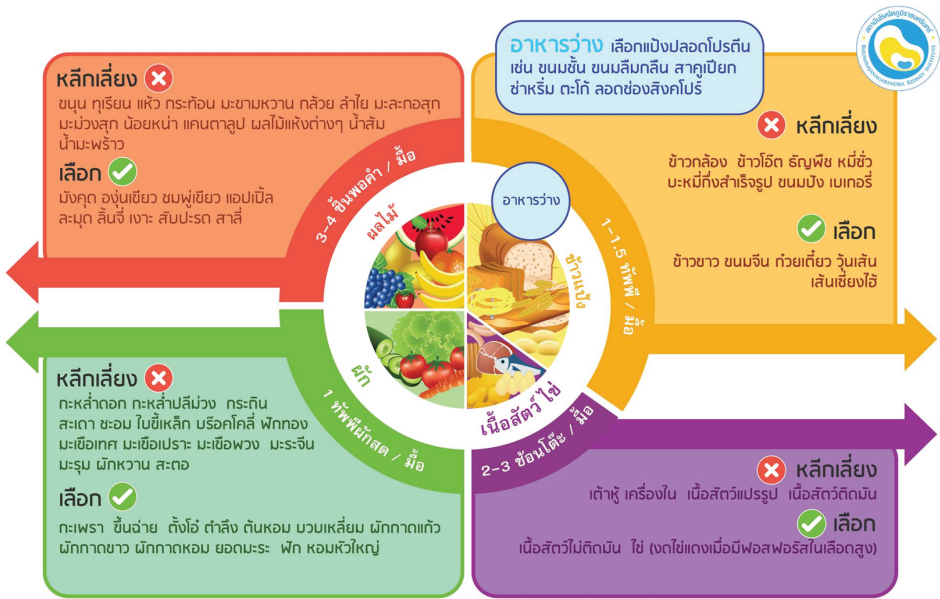 สถาบันโรคไตภูมิราชนครินทร์
BHUMIRAJANAGARINDRA KIDNEY INSTITUTE
อาหารว่าง เลือกแป้งปลอดโปรตีน
เช่น ขนมชั้น ขนมลืมกลืน สาคูเปียก
ซ่าหริ่ม ตะโก้ ลอดช่องสิงคโปร์
หลีกเลี่ยง
ขนุน ทุเรียน แห้ว กระท้อน มะขามหวาน กล้วย ลำไย มะละกอสุก
มะม่วงสุก น้อยหน่า แคนตาลูป ผลไม้แห้งต่างๆ น้ำส้ม
น้ำมะพร้าว
เลือก
มังคุด องุ่นเขียว ชมพู่เขียว แอปเปิ้ล
ละมุด ลิ้นจี่ เงาะ สับปะรด สาลี่
3-4 ชิ้นพอคำ / มื้อ
ผลไม้
อาหารว่าง
ข้าวแป้ง
1-1.5 ทัพพี / มื้อ
หลีกเลี่ยง
ข้าวกล้อง ข้าวโอ๊ต ธัญพืช หมี่ซั่ว
บะหมี่กึ่งสำเร็จรูป ขนมปัง เบเกอรี่
เลือก
ข้าวขาว ขนมจีน ก๋วยเตี๋ยว วุ้นเส้น
เส้นเซี่ยงไฮ้
หลีกเลี่ยง
กะหล่ำดอก กะหล่ำปลีม่วง กระถิน
สะเดา ชะอม ใบขี้เหล็ก บร๊อคโคลี่ ฟักทอง
มะเขือเทศ มะเขือเปราะ มะเขือพวง มะระจีน
มะรุม ผักหวาน สะตอ
เลือก
กะเพรา ขึ้นฉ่าย ตั้งโอ๋ ตำลึง ต้นหอม บวบเหลี่ยม ผักกาดแก้ว
ผักกาดขาว ผักกาดหอม ยอดมะระ ฟัก หอมหัวใหญ่
ผัก
1 ทัพพีผักสด / มื้อ
เนื้อสัตว์ ไข่
2-3 ช้อนโต๊ะ / มื้อ
หลีกเลี่ยง
เต้าหู้ เครื่องใน เนื้อสัตว์แปรรูป เนื้อสัตว์ติดมัน
เลือก
เนื้อสัตว์ไม่ติดมัน ไข่ (งดไข่แดงเมื่อมีฟอสฟอรัสในเลือดสูง)